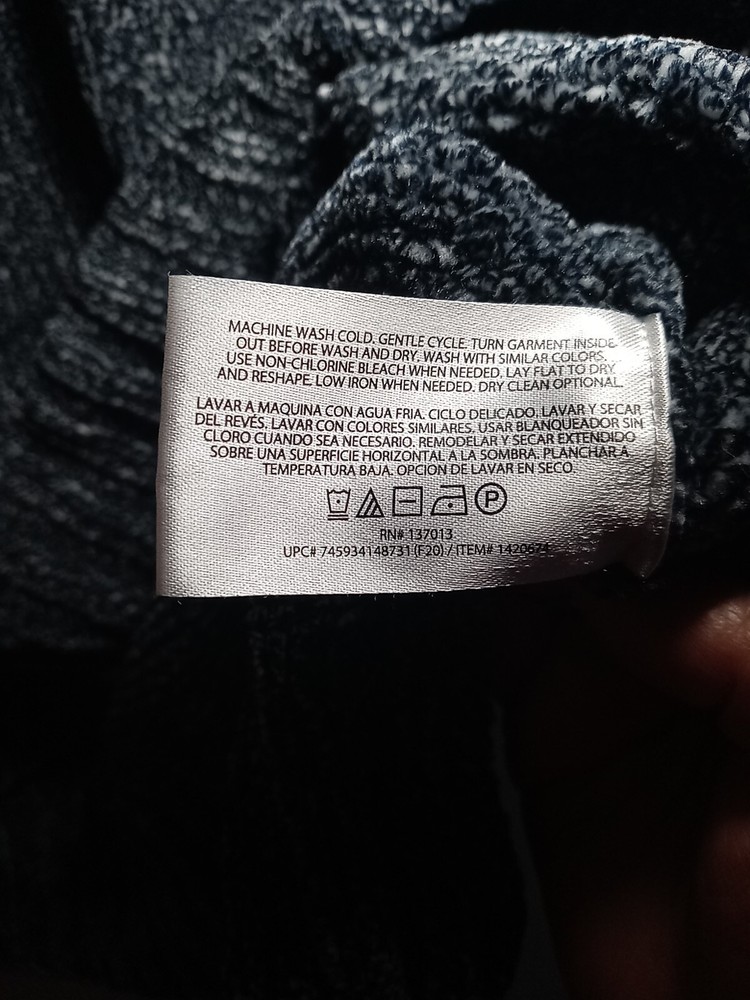 MACHINE WASH COLD. GENTLE CYCLE. TURN GARMENT INSIDE
OUT BEFORE WASH AND DRY. WASH WITH SIMILAR COLORS.
USE NON-CHLORINE BLEACH WHEN NEEDED. LAY FLAT TO DRY
AND RESHAPE. LOW IRON WHEN NEEDED. DRY CLEAN OPTIONAL.
LAVAR A MAQUINA CON AGUA FRIA. CICLO DELICADO. LAVAR Y SECAR
DEL REVÉS. LAVAR CON COLORES SIMILARES. USAR BLANQUEADOR SIN
CLORO CUANDO SEA NECESARIO. REMODELAR Y SECAR EXTENDIDO
SOBRE UNA SUPERFICIE HORIZONTAL A LA SOMBRA. PLANCHAR A
TEMPERATURA BAJA. OPCION DE LAVAR EN SECO.
P
RN# 137013
UPC# 745934148731 (F20) / ITEM#